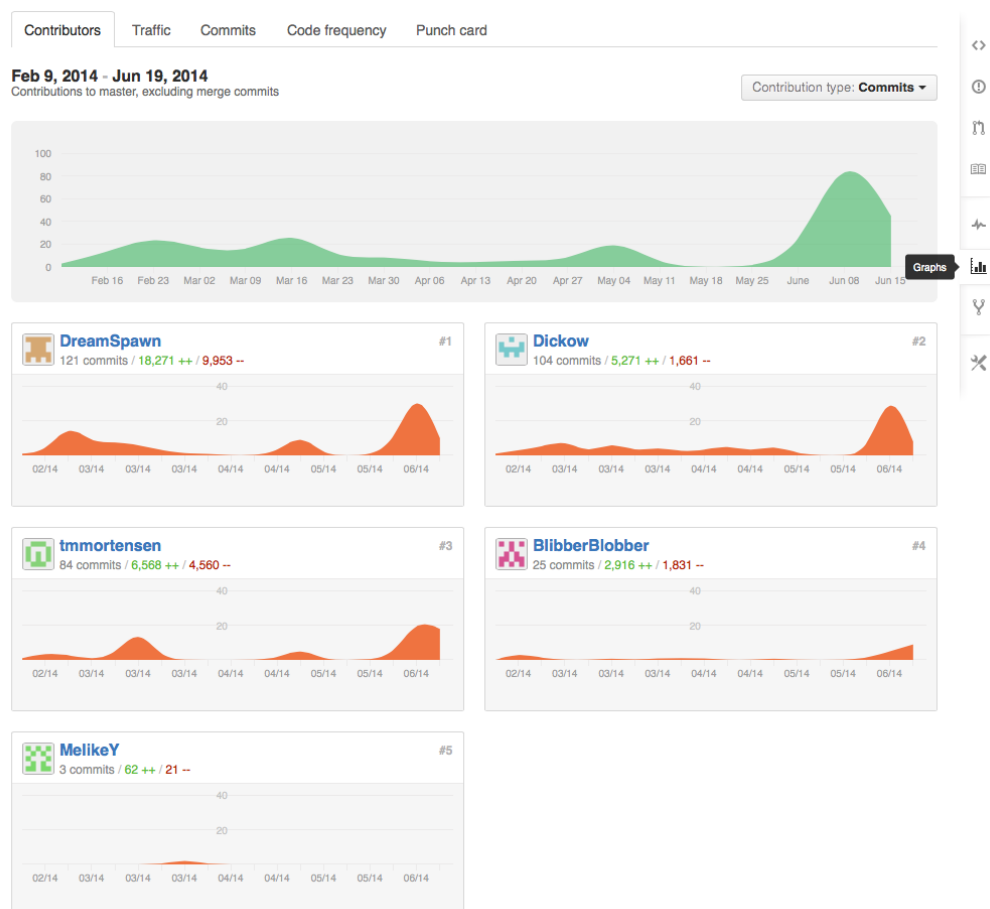 Contributors Traffic Commits Code frequency Punch card
Feb 9, 2014 - Jun 19, 2014
Contributions to master, excluding merge commits
Contribution type: Commits
100
80
60
40
20
0
Feb 16 Feb 23 Mar 02 Mar 09 Mar 16 Mar 23 Mar 30 Apr 06 Apr 13 Apr 20 Apr 27 May 04 May 11 May 18 May 25 June Jun 08 Jun 15
Graphs
DreamSpawn #1
121 commits / 18,271 ++ / 9,953 --
40
20
02/14 03/14 03/14 03/14 04/14 04/14 05/14 05/14 06/14
Dickow #2
104 commits / 5,271 ++ / 1,661 --
40
20
02/14 03/14 03/14 03/14 04/14 04/14 05/14 05/14 06/14
tmmortensen #3
84 commits / 6,568 ++ / 4,560 --
40
20
02/14 03/14 03/14 03/14 04/14 04/14 05/14 05/14 06/14
BlibberBlobber #4
25 commits / 2,916 ++ / 1,831 --
40
20
02/14 03/14 03/14 03/14 04/14 04/14 05/14 05/14 06/14
MelikeY #5
3 commits / 62 ++ / 21 --
40
20
02/14 03/14 03/14 03/14 04/14 04/14 05/14 05/14 06/14